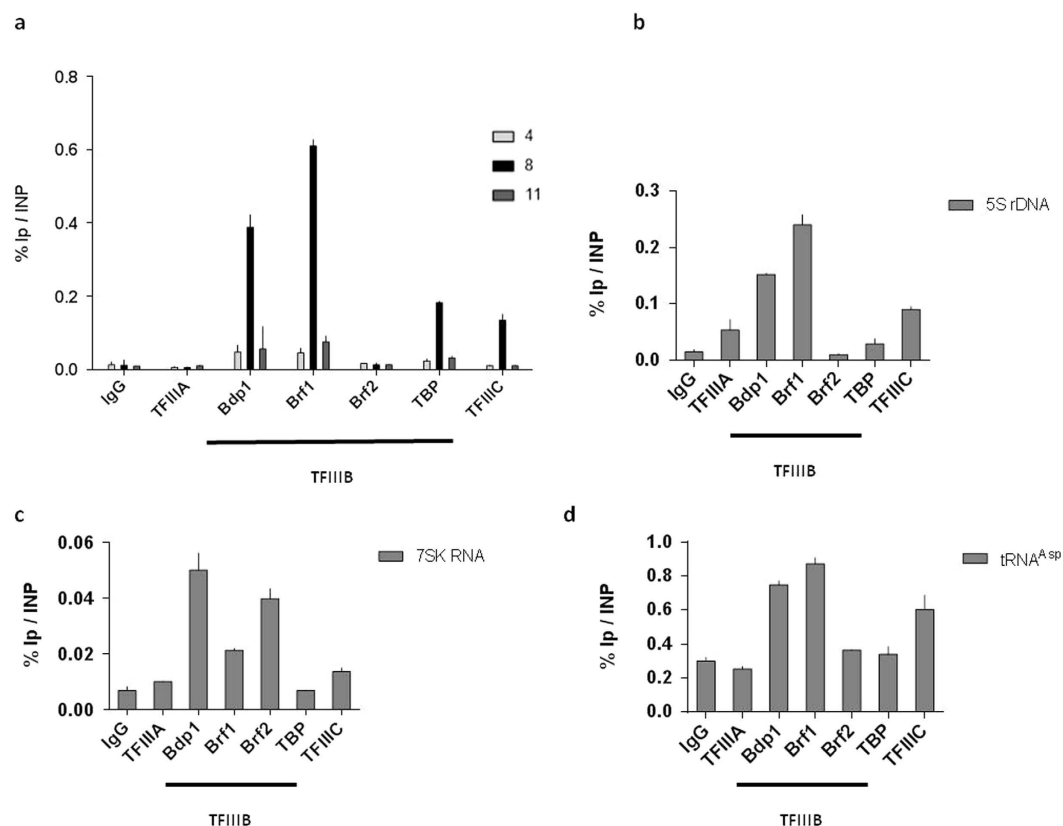 a
0.8
0.6
0.4
0.2
0.0
% Ip / INP
4
8
11
IgG
TFIIIA
Bdp1
Brf1
Brf2
TBP
TFIIIC
TFIIIB
b
0.3
0.2
0.1
0.0
% Ip / INP
5S rDNA
IgG
TFIIIA
Bdp1
Brf1
Brf2
TBP
TFIIIC
TFIIIB
c
0.06
0.04
0.02
0.00
% Ip / INP
7SK RNA
IgG
TFIIIA
Bdp1
Brf1
Brf2
TBP
TFIIIC
TFIIIB
d
1.0
0.8
0.6
0.4
0.2
0.0
% Ip / INP
tRNA^Asp
IgG
TFIIIA
Bdp1
Brf1
Brf2
TBP
TFIIIC
TFIIIB